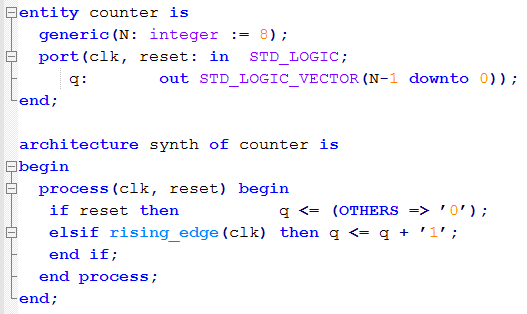 entity counter is
  generic(N: integer := 8);
  port(clk, reset: in  STD_LOGIC;
     q:       out STD_LOGIC_VECTOR(N-1 downto 0));
end;

architecture synth of counter is
begin
  process(clk, reset) begin
   if reset then          q <= (OTHERS => '0');
   elsif rising_edge(clk) then q <= q + '1';
   end if;
  end process;
end;